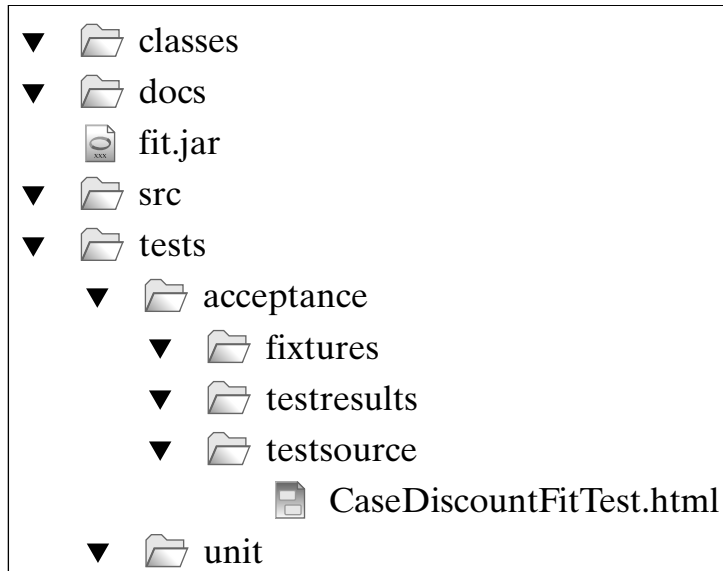 classes
docs
fit.jar
src
tests
acceptance
fixtures
testresults
testsource
CaseDiscountFitTest.html
unit